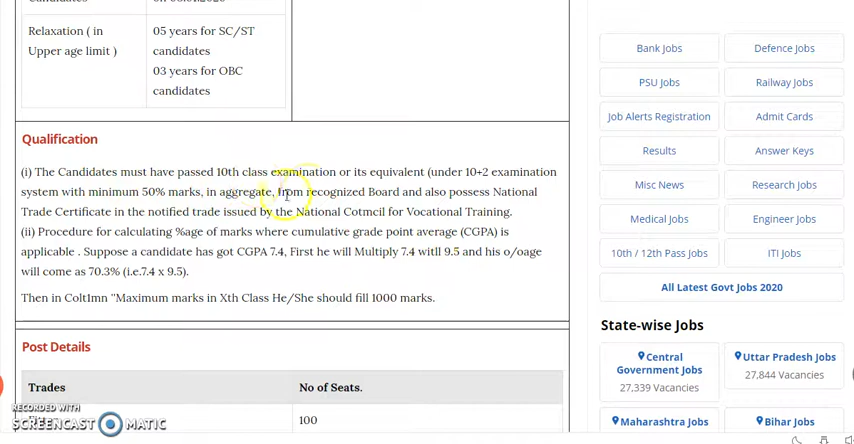 Relaxation ( in
Upper age limit )
05 years for SC/ST
candidates
03 years for OBC
candidates
Qualification
(i) The Candidates must have passed 10th class examination or its equivalent (under 10+2 examination
system with minimum 50% marks, in aggregate, from recognized Board and also possess National
Trade Certificate in the notified trade issued by the National Cotmcil for Vocational Training.
(ii) Procedure for calculating %age of marks where cumulative grade point average (CGPA) is
applicable . Suppose a candidate has got CGPA 7.4, First he will Multiply 7.4 witll 9.5 and his o/oage
will come as 70.3% (i.e.7.4 x 9.5).
Then in Colt1mn "Maximum marks in Xth Class He/She should fill 1000 marks.
Post Details
Trades
No of Seats.
100
RECORDED WITH
SCREENCAST MATIC
Bank Jobs
Defence Jobs
PSU Jobs
Railway Jobs
Job Alerts Registration
Admit Cards
Results
Answer Keys
Misc News
Research Jobs
Medical Jobs
Engineer Jobs
10th / 12th Pass Jobs
ITI Jobs
All Latest Govt Jobs 2020
State-wise Jobs
Central
Government Jobs
27,339 Vacancies
Uttar Pradesh Jobs
27,844 Vacancies
Maharashtra Jobs
Bihar Jobs